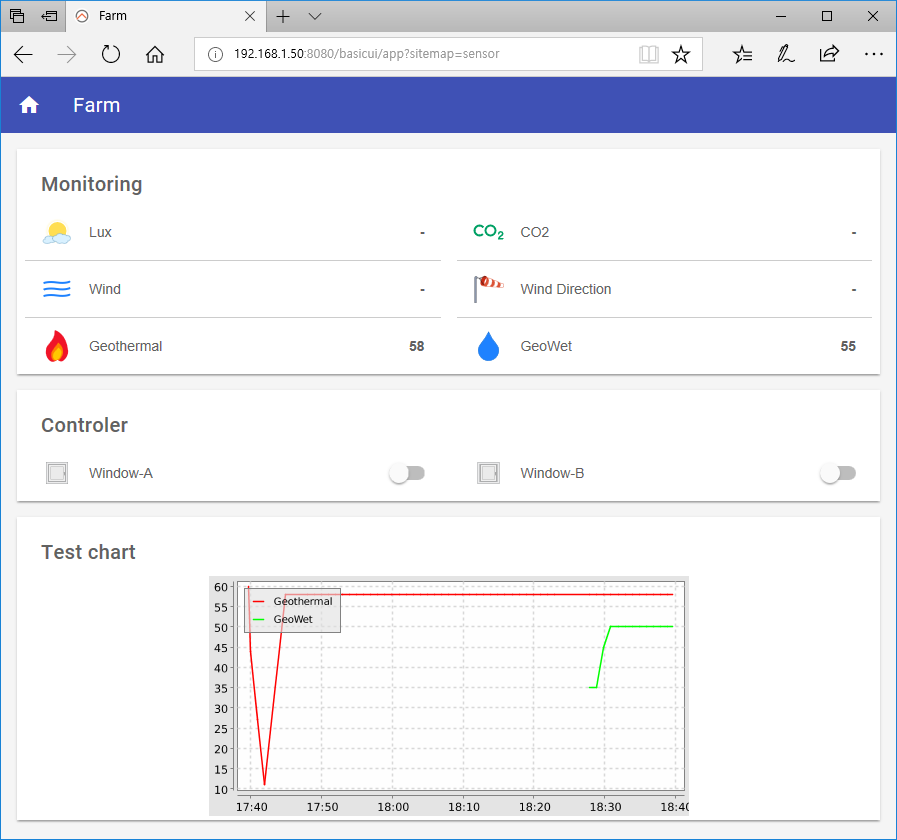 Farm
192.168.1.50:8080/basicui/app?sitemap=sensor
Farm
Monitoring
Lux -
CO2 CO2 -
Wind -
Wind Direction -
Geothermal 58
GeoWet 55
Controler
Window-A
Window-B
Test chart
Geothermal
GeoWet
60
55
50
45
40
35
30
25
20
15
10
17:40 17:50 18:00 18:10 18:20 18:30 18:40